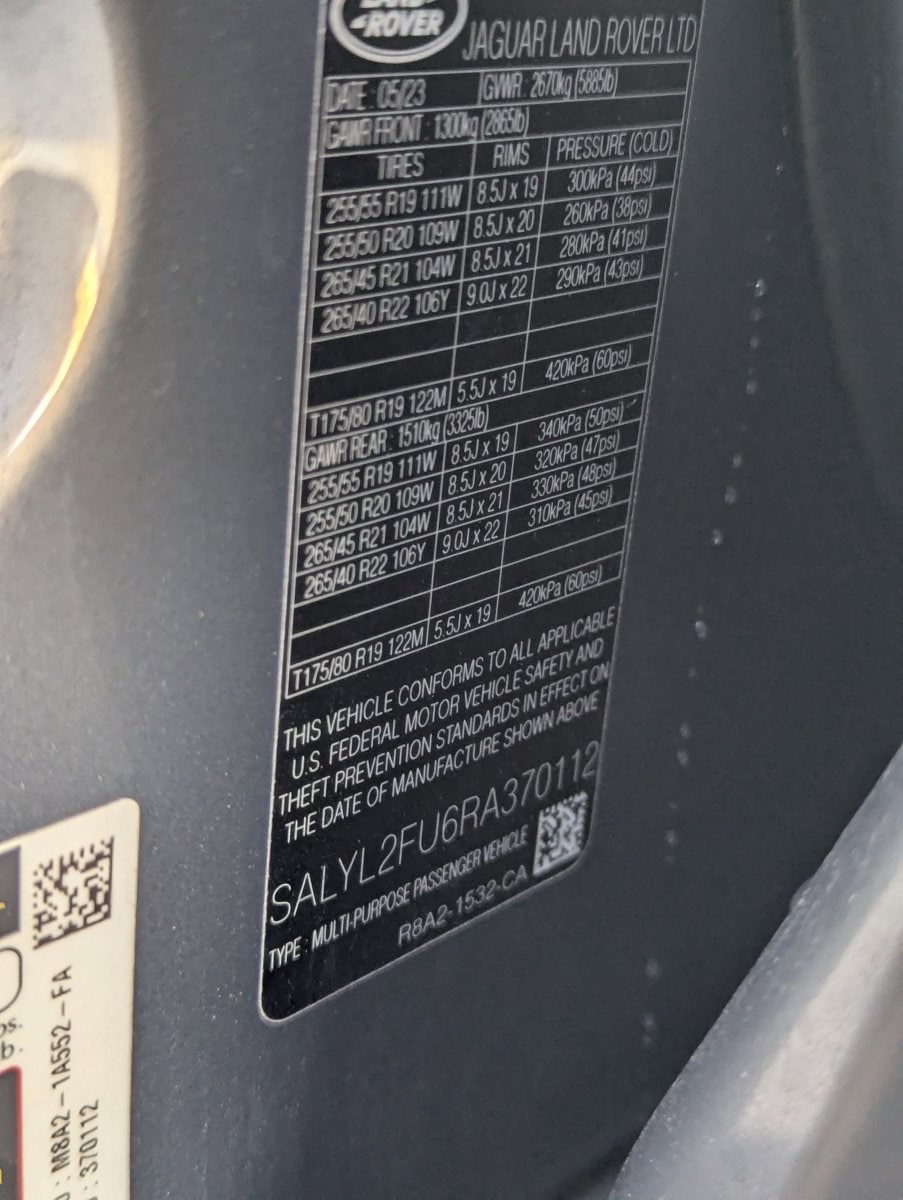 LAND-
-ROVER
JAGUAR LAND ROVER LTD
DATE : 05/23 GVWR : 2670kg (5885lb)
GAWR FRONT : 1300kg (2865lb)
TIRES RIMS PRESSURE (COLD)
255/55 R19 111W 8.5J x 19 300kPa (44psi)
255/50 R20 109W 8.5J x 20 260kPa (38psi)
265/45 R21 104W 8.5J x 21 280kPa (41psi)
265/40 R22 106Y 9.0J x 22 290kPa (43psi)
T175/80 R19 122M 5.5J x 19 420kPa (60psi)
GAWR REAR : 1510kg (3325lb)
255/55 R19 111W 8.5J x 19 340kPa (50psi)
255/50 R20 109W 8.5J x 20 320kPa (47psi)
265/45 R21 104W 8.5J x 21 330kPa (48psi)
265/40 R22 106Y 9.0J x 22 310kPa (45psi)
T175/80 R19 122M 5.5J x 19 420kPa (60psi)
THIS VEHICLE CONFORMS TO ALL APPLICABLE
U.S. FEDERAL MOTOR VEHICLE SAFETY AND
THEFT PREVENTION STANDARDS IN EFFECT ON
THE DATE OF MANUFACTURE SHOWN ABOVE
SALYL2FU6RA370112
TYPE : MULTI-PURPOSE PASSENGER VEHICLE
R8A2-1532-CA
: M8A2-1A552-FA
: 370112